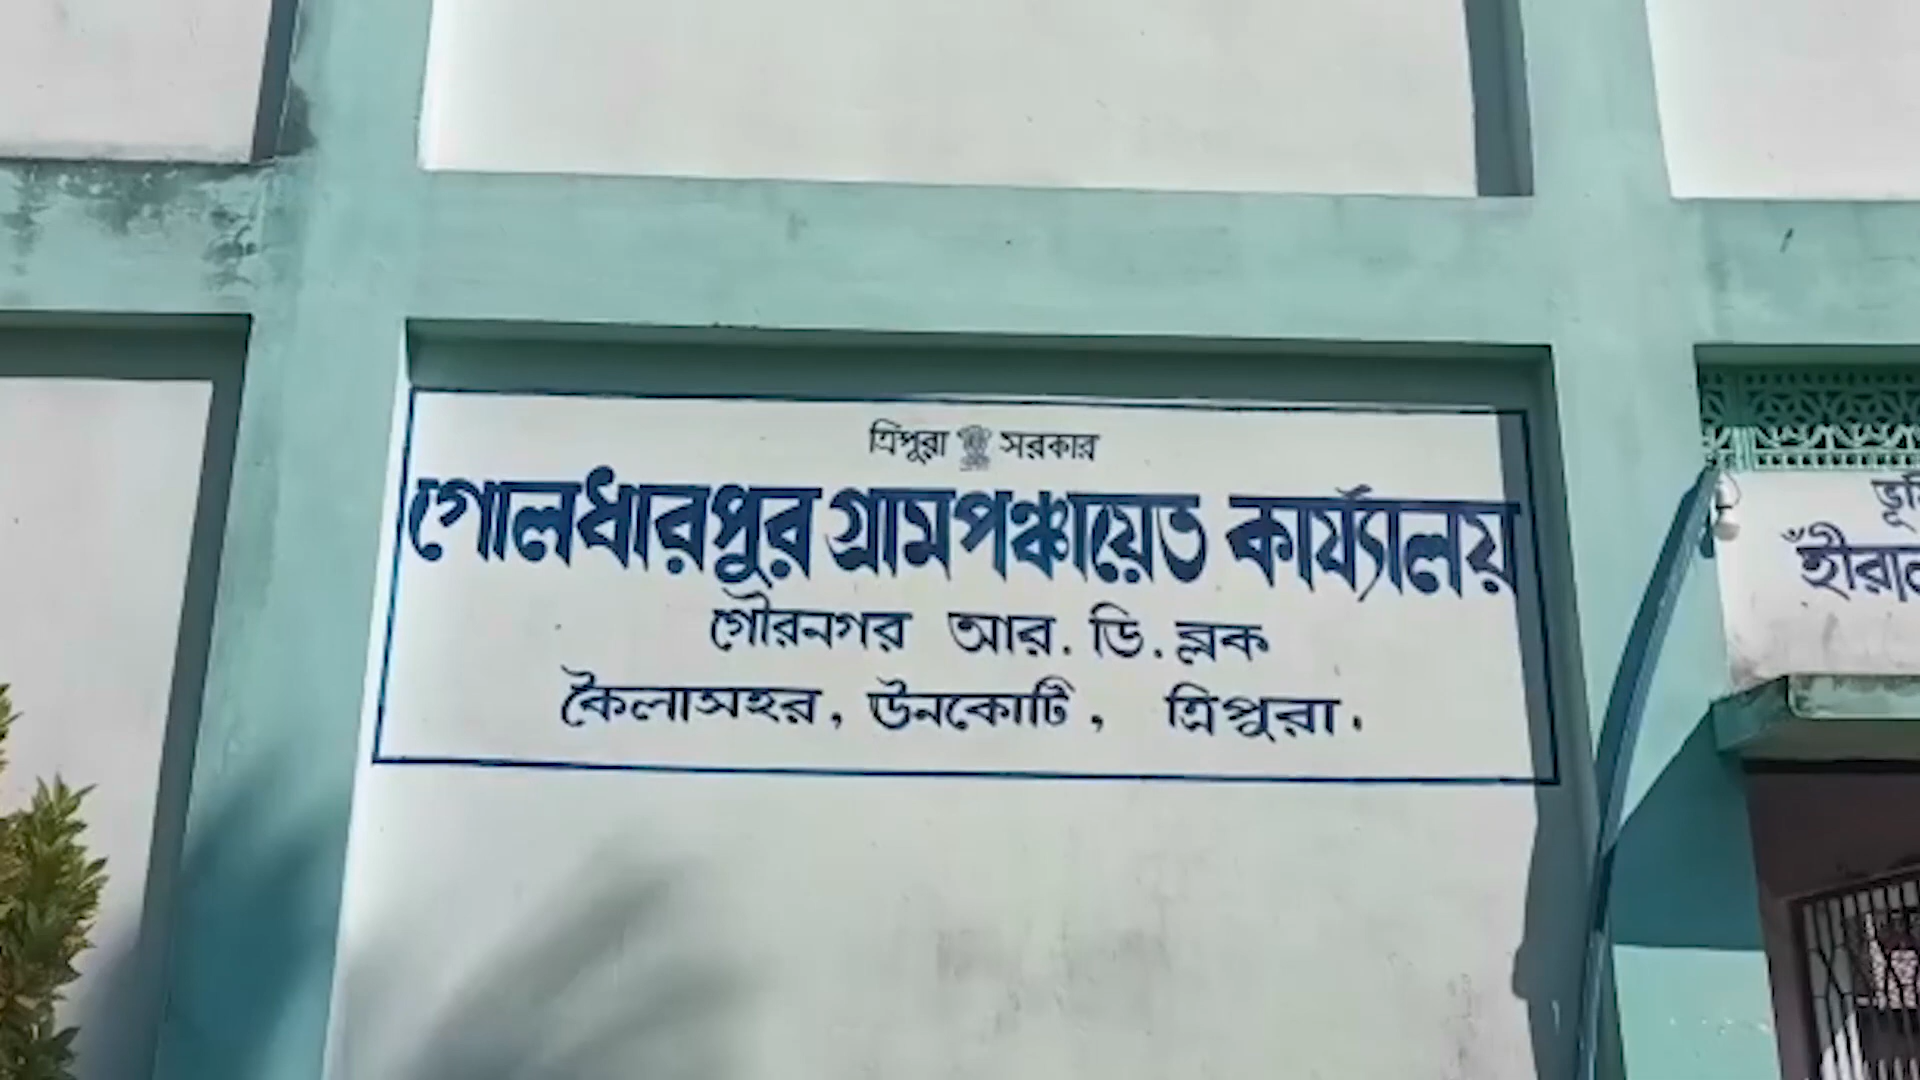 ত্রিপুরা সরকার
গোলধারপুর গ্রামপঞ্চায়েত কার্য্যালয়
গৌরনগর আর. ডি. ব্লক
কৈলাসহর, ঊনকোটি, ত্রিপুরা.